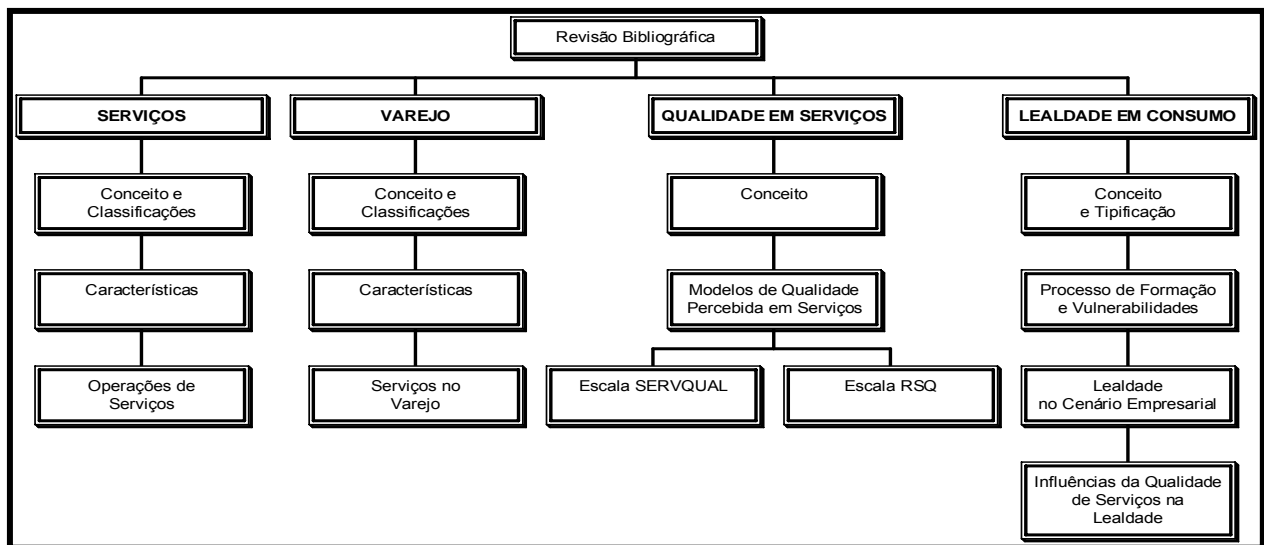 Revisão Bibliográfica
SERVIÇOS
VAREJO
QUALIDADE EM SERVIÇOS
LEALDADE EM CONSUMO
Conceito e
Classificações
Conceito e
Classificações
Conceito
Conceito
e Tipificação
Características
Características
Modelos de Qualidade
Percebida em Serviços
Processo de Formação
e Vulnerabilidades
Operações de
Serviços
Serviços no
Varejo
Escala SERVQUAL
Escala RSQ
Lealdade
no Cenário Empresarial
Influências da Qualidade
de Serviços na
Lealdade